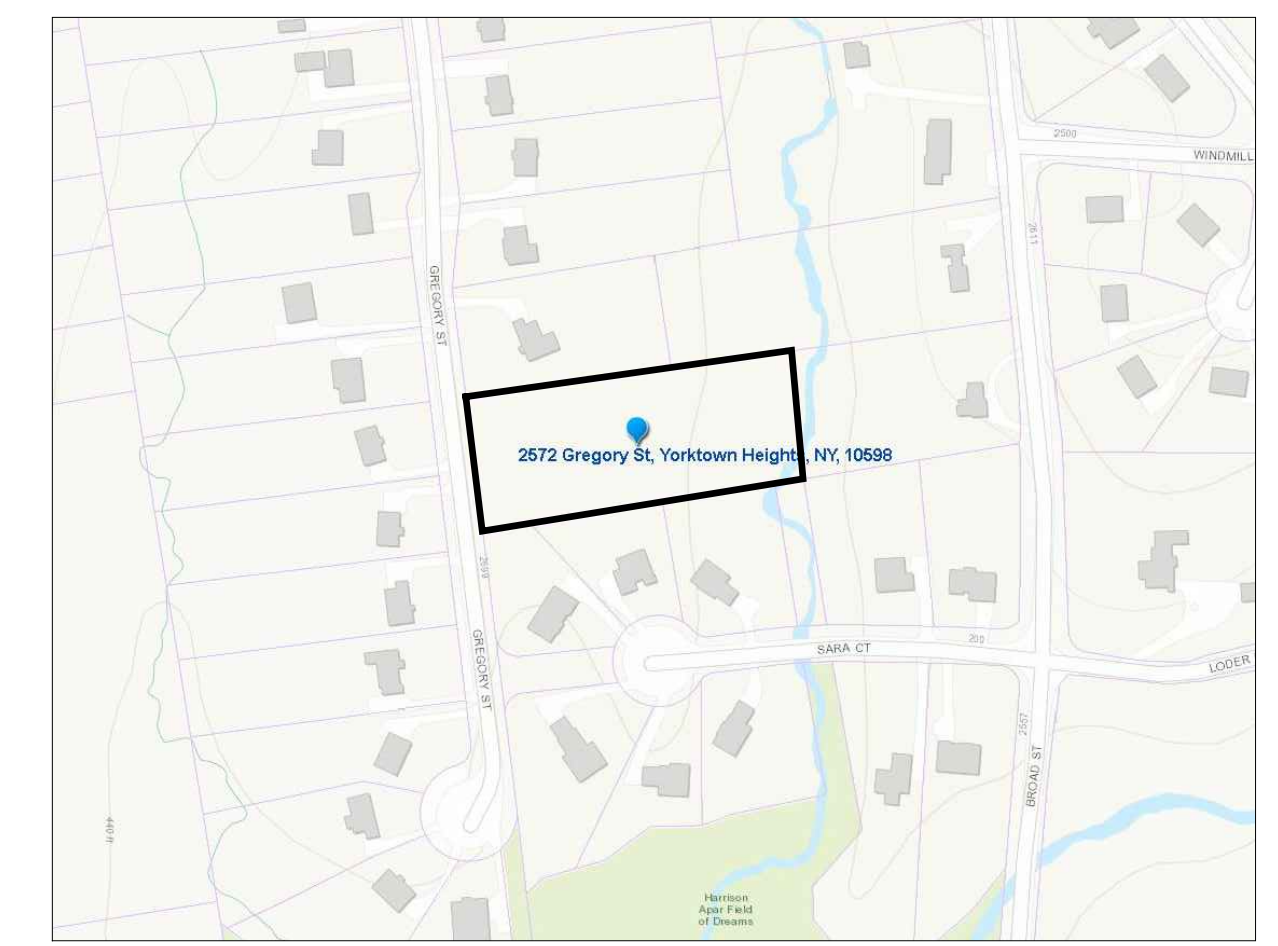 2500
WINDMILL
2611
GREGORY ST
2572 Gregory St, Yorktown Heights, NY, 10598
2599
GREGORY ST
SARA CT
200
LODER
2557
BROAD ST
440 ft
Harrison
Apar Field
of Dreams